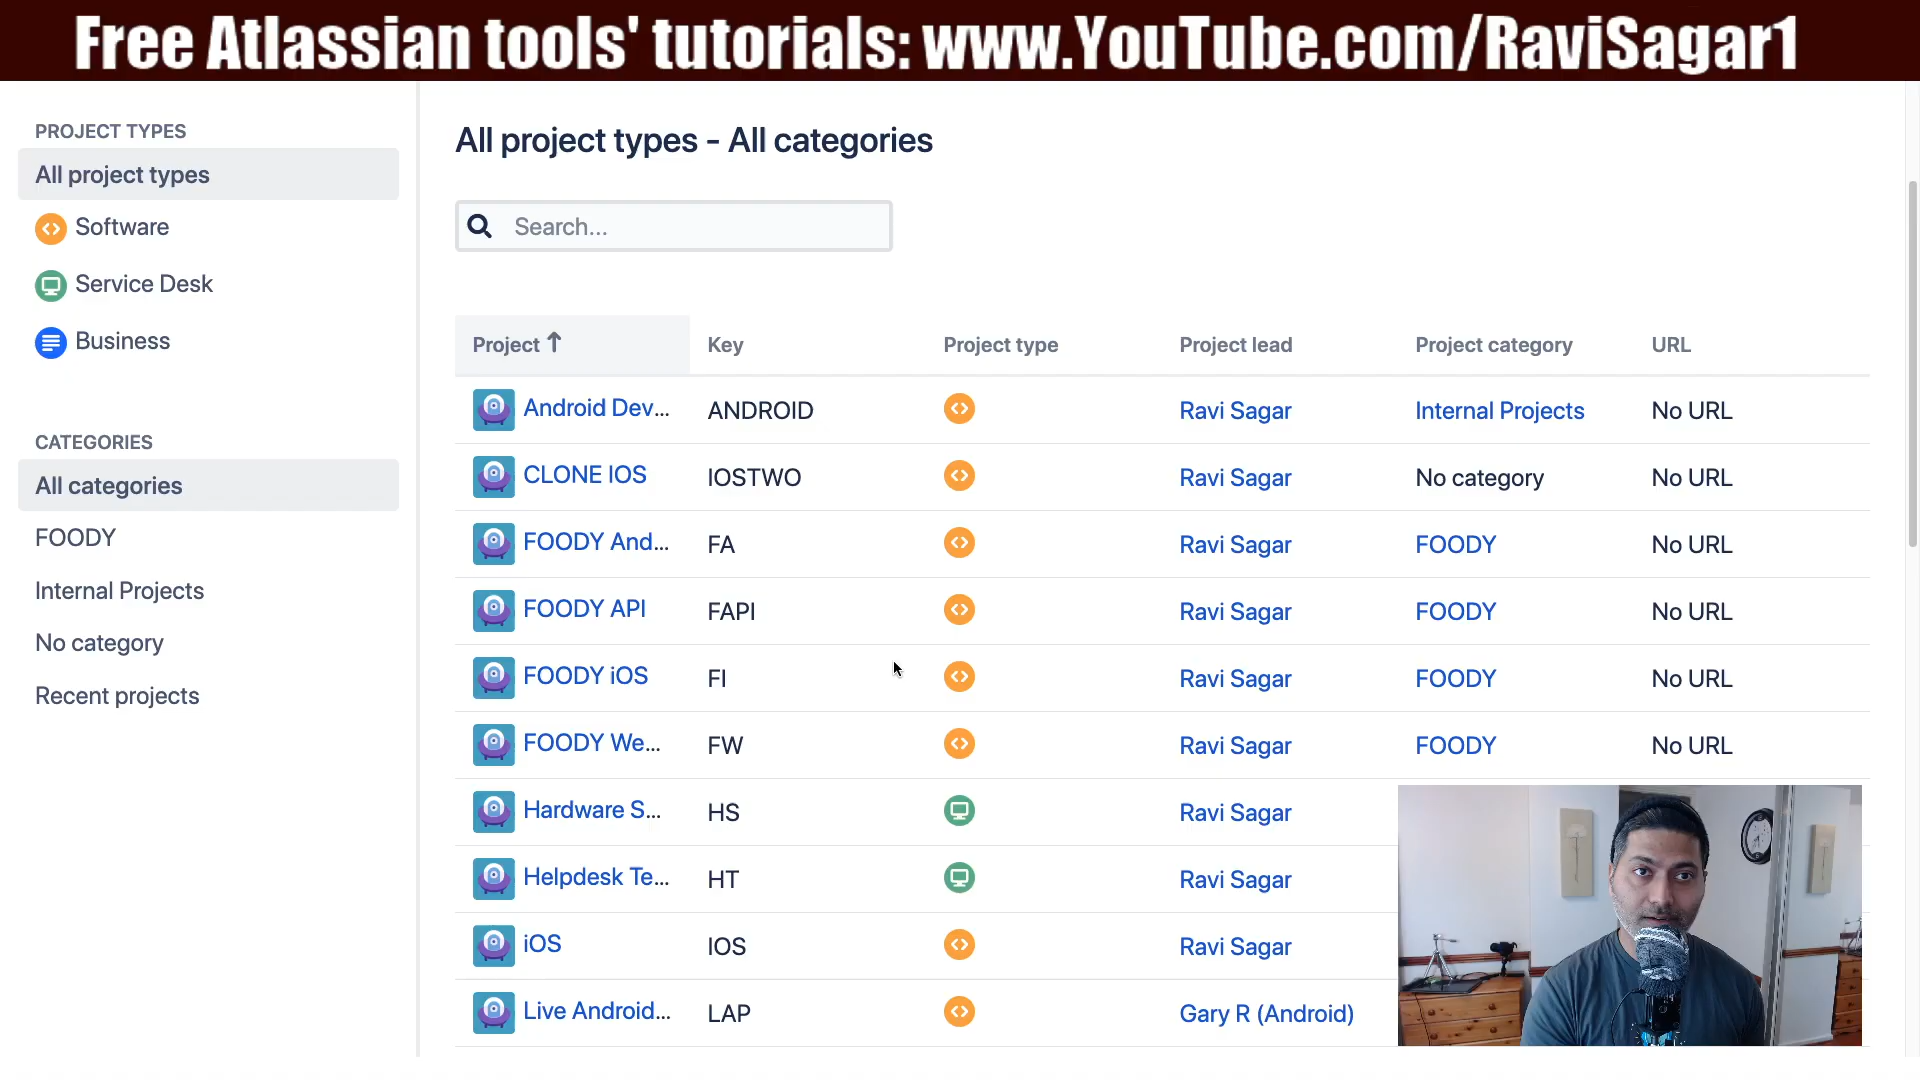 Free Atlassian tools' tutorials: www.YouTube.com/RaviSagar1
PROJECT TYPES
All project types
Software
Service Desk
Business
CATEGORIES
All categories
FOODY
Internal Projects
No category
Recent projects
All project types - All categories
Search...
Project ↑ Key Project type Project lead Project category URL
Android Dev... ANDROID Ravi Sagar Internal Projects No URL
CLONE IOS IOSTWO Ravi Sagar No category No URL
FOODY And... FA Ravi Sagar FOODY No URL
FOODY API FAPI Ravi Sagar FOODY No URL
FOODY iOS FI Ravi Sagar FOODY No URL
FOODY We... FW Ravi Sagar FOODY No URL
Hardware S... HS Ravi Sagar
Helpdesk Te... HT Ravi Sagar
iOS IOS Ravi Sagar
Live Android... LAP Gary R (Android)